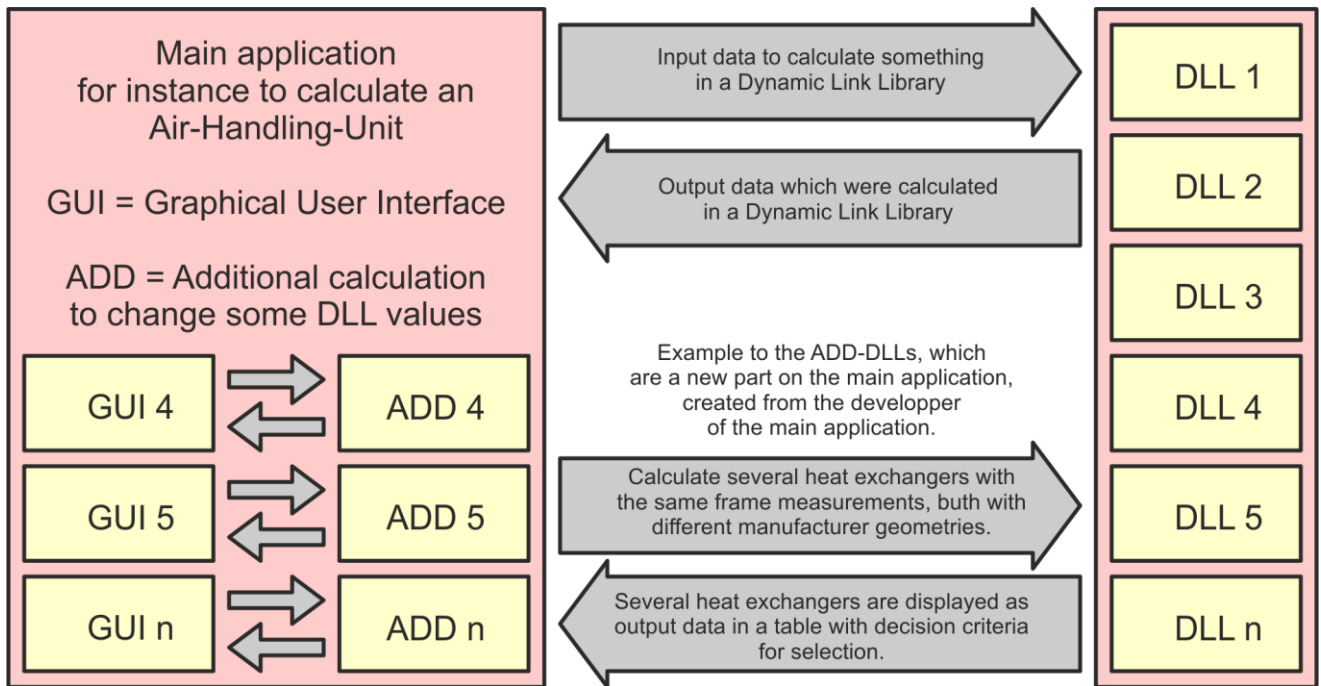 Main application
for instance to calculate an
Air-Handling-Unit
GUI = Graphical User Interface
ADD = Additional calculation
to change some DLL values
GUI 4
ADD 4
GUI 5
ADD 5
GUI n
ADD n
Input data to calculate something
in a Dynamic Link Library
Output data which were calculated
in a Dynamic Link Library
Example to the ADD-DLLs, which
are a new part on the main application,
created from the developper
of the main application.
Calculate several heat exchangers with
the same frame measurements, buth with
different manufacturer geometries.
Several heat exchangers are displayed as
output data in a table with decision criteria
for selection.
DLL 1
DLL 2
DLL 3
DLL 4
DLL 5
DLL n